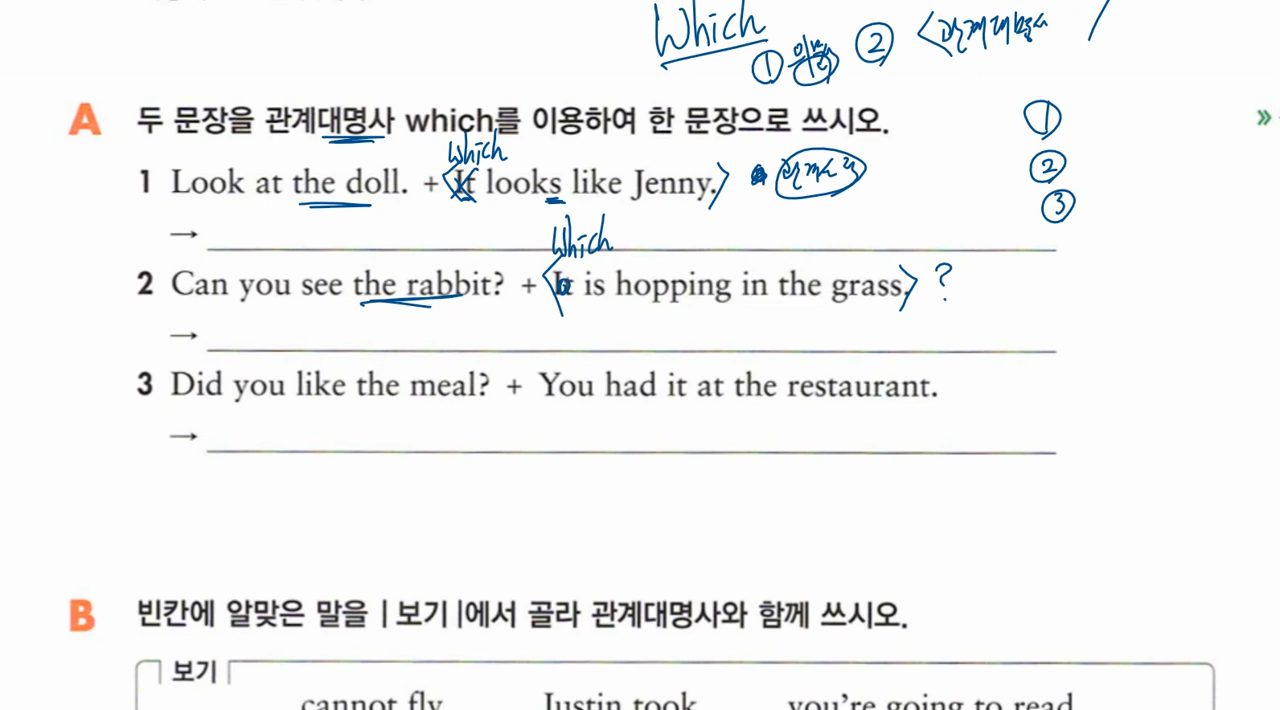 Which
① 의문 ② <관계대명사
A 두 문장을 관계대명사 which를 이용하여 한 문장으로 쓰시오. ①
Which ②
1 Look at the doll. + <It looks like Jenny.> ③
→
Which
2 Can you see the rabbit? + <It is hopping in the grass.> ?
→
3 Did you like the meal? + You had it at the restaurant.
→
B 빈칸에 알맞은 말을 | 보기 |에서 골라 관계대명사와 함께 쓰시오.
보기
cannot fly Justin took you're going to read